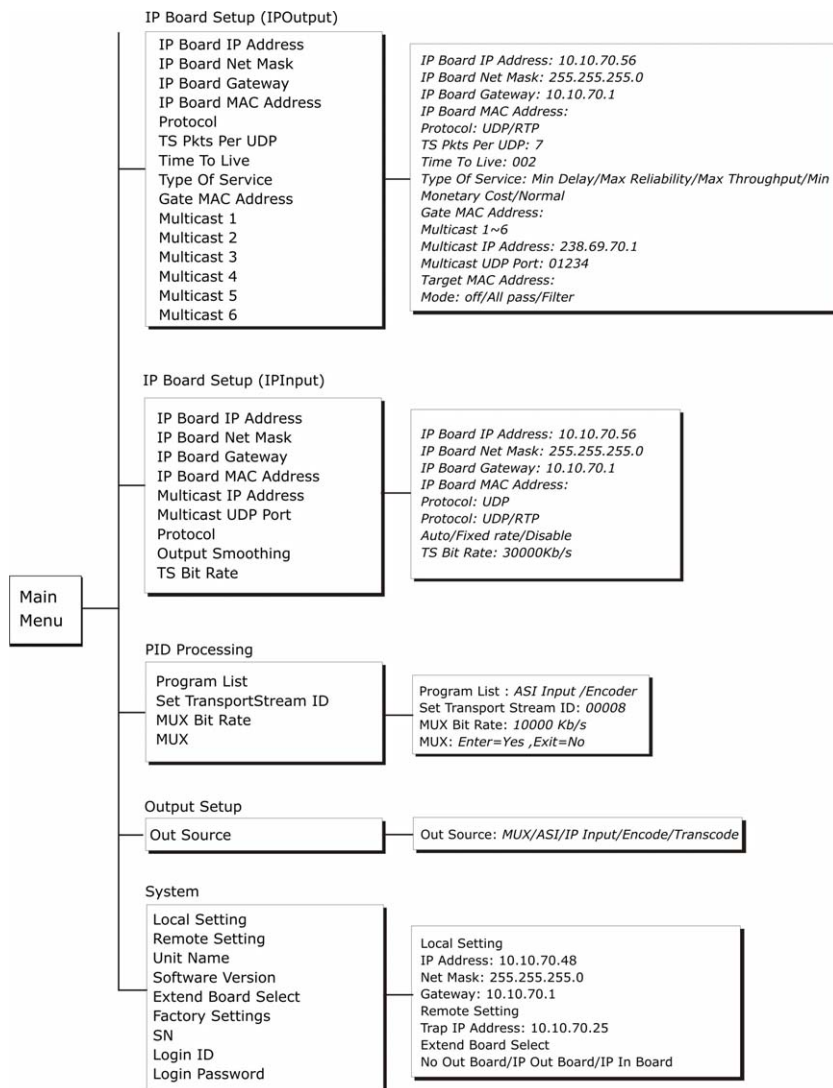 IP Board Setup (IPOutput)
IP Board IP Address
IP Board Net Mask
IP Board Gateway
IP Board MAC Address
Protocol
TS Pkts Per UDP
Time To Live
Type Of Service
Gate MAC Address
Multicast 1
Multicast 2
Multicast 3
Multicast 4
Multicast 5
Multicast 6
IP Board IP Address: 10.10.70.56
IP Board Net Mask: 255.255.255.0
IP Board Gateway: 10.10.70.1
IP Board MAC Address:
Protocol: UDP/RTP
TS Pkts Per UDP: 7
Time To Live: 002
Type Of Service: Min Delay/Max Reliability/Max Throughput/Min
Monetary Cost/Normal
Gate MAC Address:
Multicast 1~6
Multicast IP Address: 238.69.70.1
Multicast UDP Port: 01234
Target MAC Address:
Mode: off/All pass/Filter
IP Board Setup (IPInput)
IP Board IP Address
IP Board Net Mask
IP Board Gateway
IP Board MAC Address
Multicast IP Address
Multicast UDP Port
Protocol
Output Smoothing
TS Bit Rate
IP Board IP Address: 10.10.70.56
IP Board Net Mask: 255.255.255.0
IP Board Gateway: 10.10.70.1
IP Board MAC Address:
Protocol: UDP
Protocol: UDP/RTP
Auto/Fixed rate/Disable
TS Bit Rate: 30000Kb/s
Main
Menu
PID Processing
Program List
Set TransportStream ID
MUX Bit Rate
MUX
Program List : ASI Input /Encoder
Set Transport Stream ID: 00008
MUX Bit Rate: 10000 Kb/s
MUX: Enter=Yes ,Exit=No
Output Setup
Out Source
Out Source: MUX/ASI/IP Input/Encode/Transcode
System
Local Setting
Remote Setting
Unit Name
Software Version
Extend Board Select
Factory Settings
SN
Login ID
Login Password
Local Setting
IP Address: 10.10.70.48
Net Mask: 255.255.255.0
Gateway: 10.10.70.1
Remote Setting
Trap IP Address: 10.10.70.25
Extend Board Select
No Out Board/IP Out Board/IP In Board